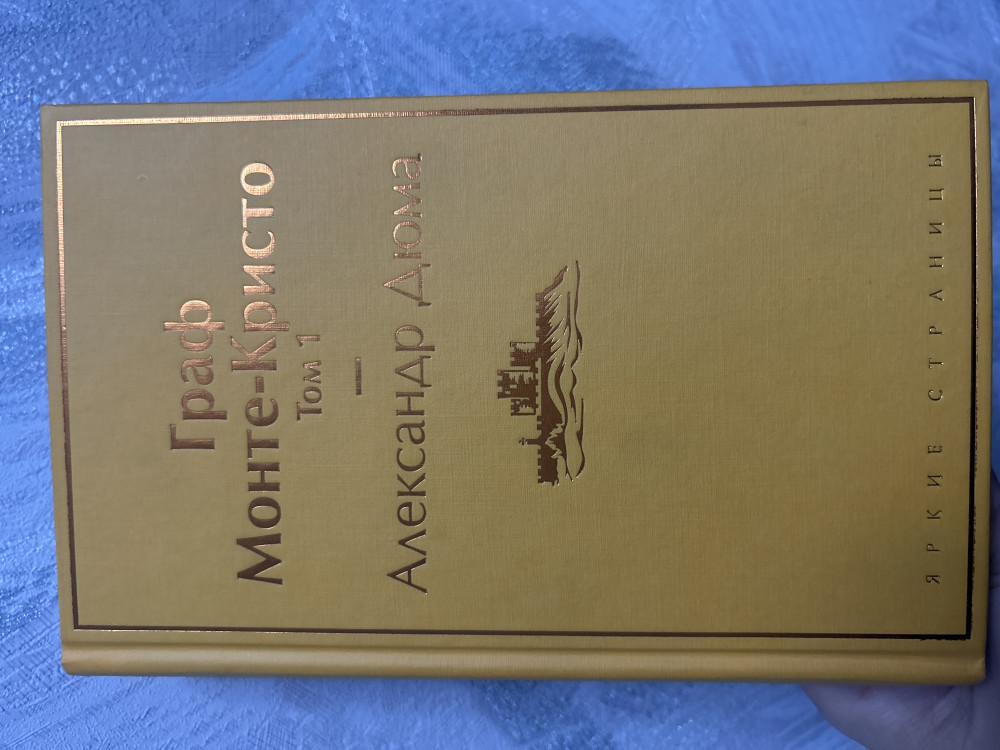 Граф
Монте-Кристо
Том 1
—
Александр Дюма
ЯРКИЕ СТРАНИЦЫ